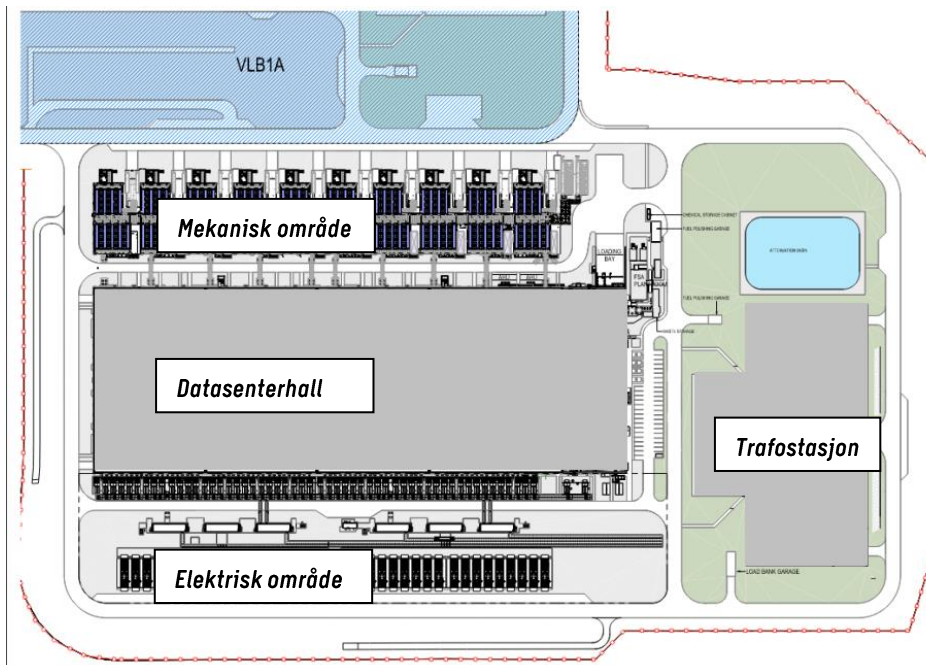 VLB1A
Mekanisk område
CHEMICAL STORAGE CABINET
FUEL POLISHING GARAGE
LOADING
BAY
ATTENUATION BASIN
FUEL POLISHING GARAGE
Datasenterhall
Trafostasjon
Elektrisk område
LOAD BANK GARAGE